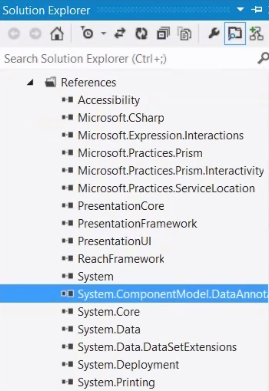 Solution Explorer
Search Solution Explorer (Ctrl+;)
References
Accessibility
Microsoft.CSharp
Microsoft.Expression.Interactions
Microsoft.Practices.Prism
Microsoft.Practices.Prism.Interactivity
Microsoft.Practices.ServiceLocation
PresentationCore
PresentationFramework
PresentationUI
ReachFramework
System
System.ComponentModel.DataAnnota
System.Core
System.Data
System.Data.DataSetExtensions
System.Deployment
System.Printing